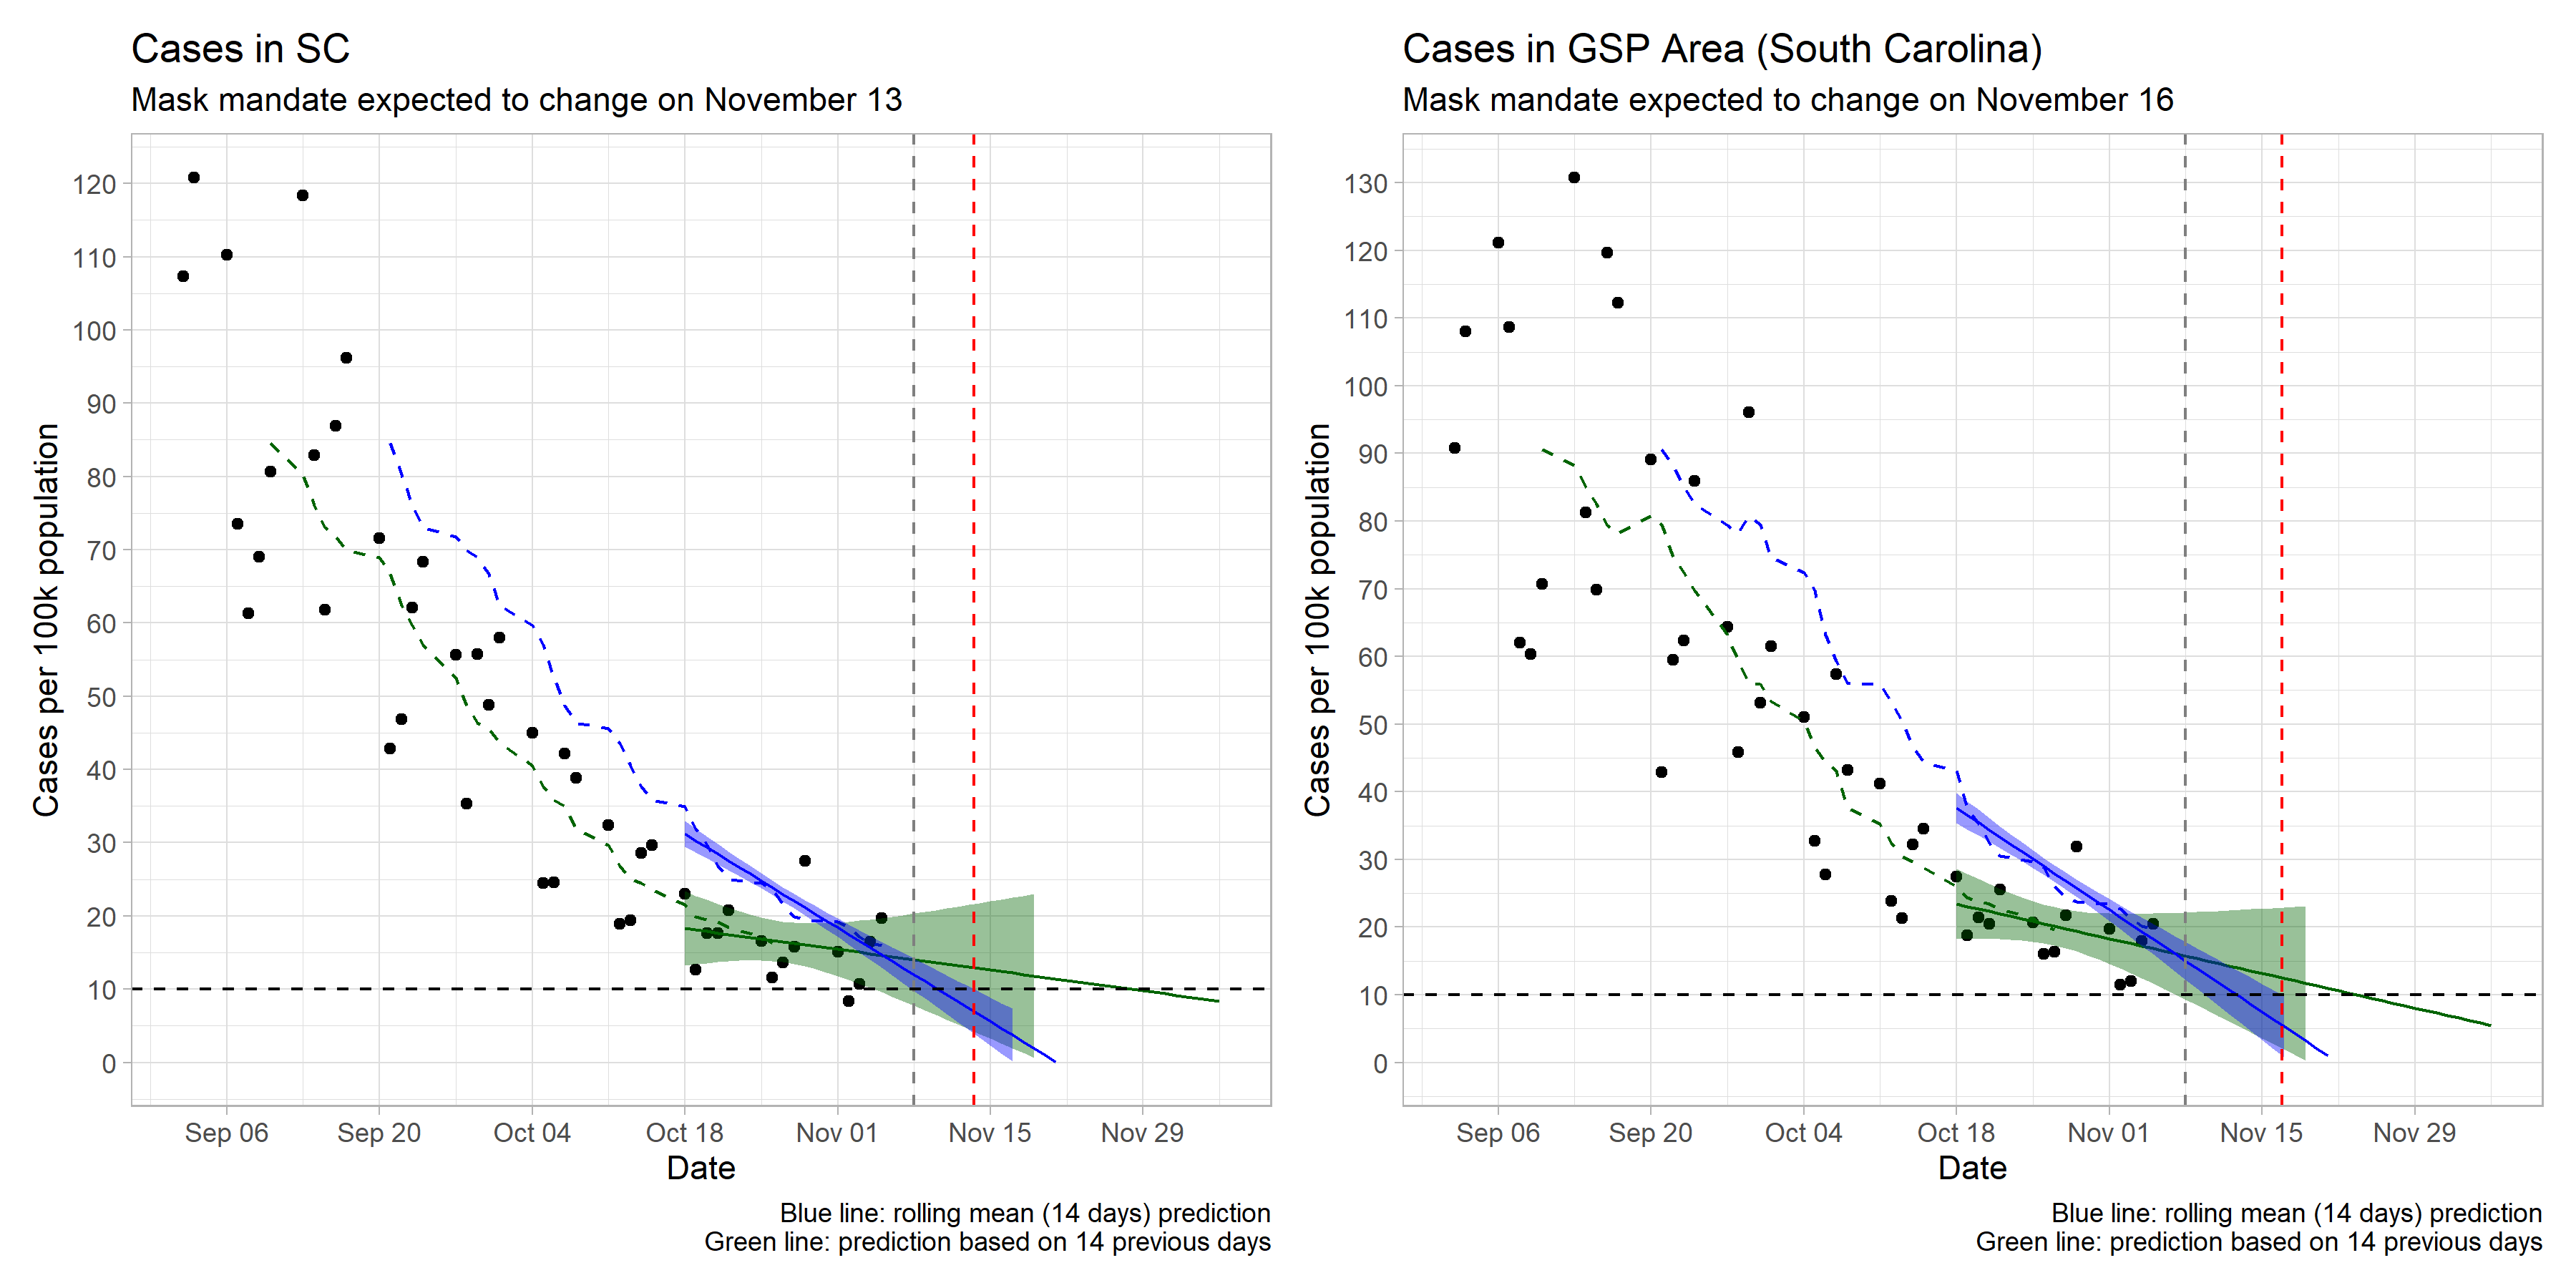 Cases in SC
Mask mandate expected to change on November 13
Cases per 100k population
120
110
100
90
80
70
60
50
40
30
20
10
0
Sep 06 Sep 20 Oct 04 Oct 18 Nov 01 Nov 15 Nov 29
Date
Blue line: rolling mean (14 days) prediction
Green line: prediction based on 14 previous days
Cases in GSP Area (South Carolina)
Mask mandate expected to change on November 16
Cases per 100k population
130
120
110
100
90
80
70
60
50
40
30
20
10
0
Sep 06 Sep 20 Oct 04 Oct 18 Nov 01 Nov 15 Nov 29
Date
Blue line: rolling mean (14 days) prediction
Green line: prediction based on 14 previous days